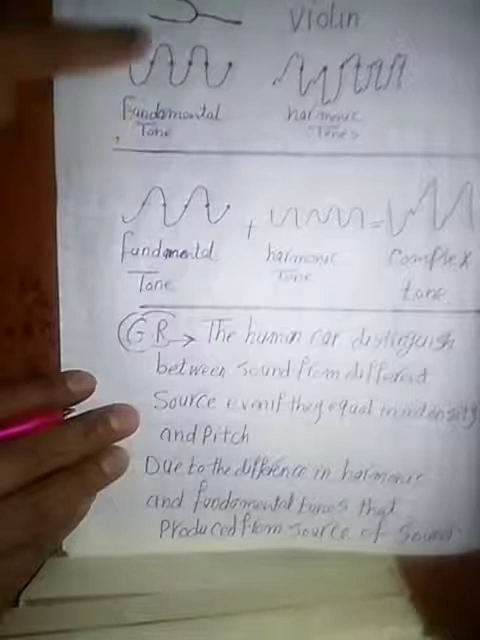 Violin
Fundamental harmonic
Tone Tones
+ =
fundamental harmonic complex
Tone Tone tone
G.R → The human ear distinguish
between sound from different
Source even if they equal in intensity
and Pitch
Due to the difference in harmonic
and fundamental tones that
Produced from source of sound